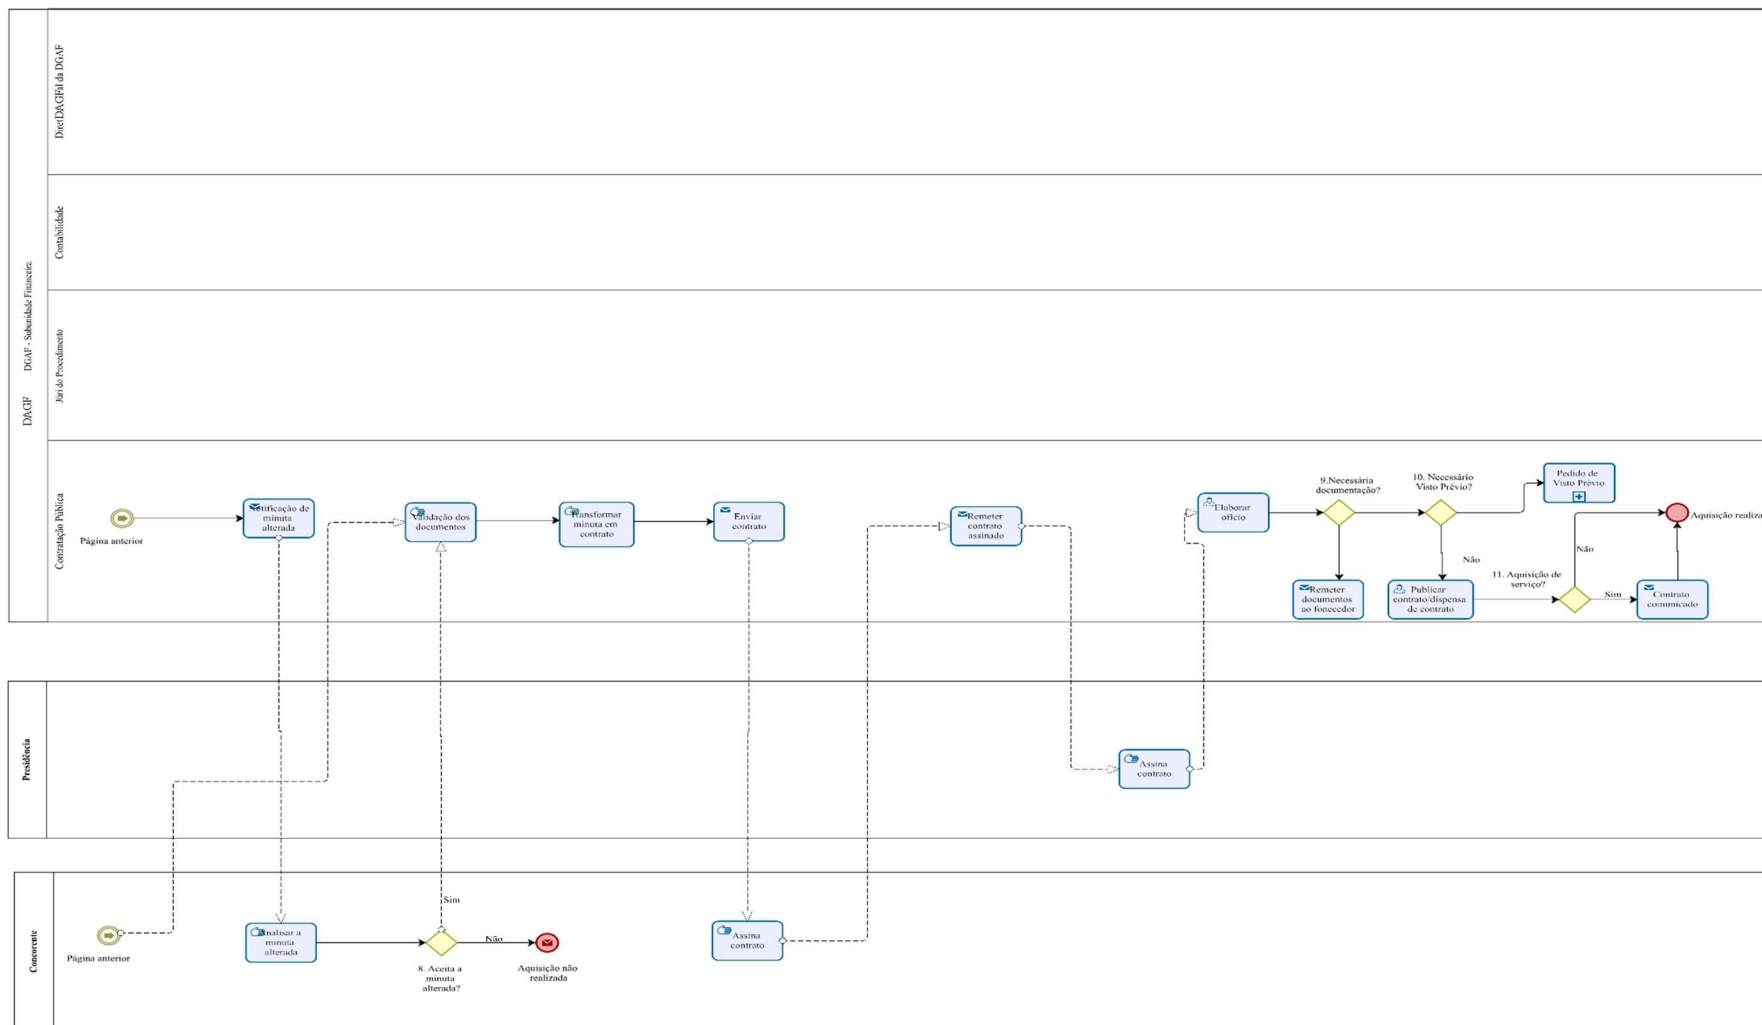 DAGF
DGAF - Subunidade Financeira
DiretDAGFal da DGAF
Contabilidade
Júri do Procedimento
Contratação Pública
Página anterior
Notificação de
minuta
alterada
Validação dos
documentos
Transformar
minuta em
contrato
Enviar
contrato
Remeter
contrato
assinado
Elaborar
ofício
9.Necessária
documentação?
10. Necessário
Visto Prévio?
Pedido de
Visto Prévio
Aquisição realiza
Não
Não
11. Aquisição de
serviço?
Sim
Remeter
documentos
ao fonecedor
Publicar
contrato/dispensa
de contrato
Contrato
comunicado
Presidência
Assina
contrato
Concorente
Página anterior
Analisar a
minuta
alterada
Sim
8. Aceita a
minuta
alterada?
Não
Aquisição não
realizada
Assina
contrato